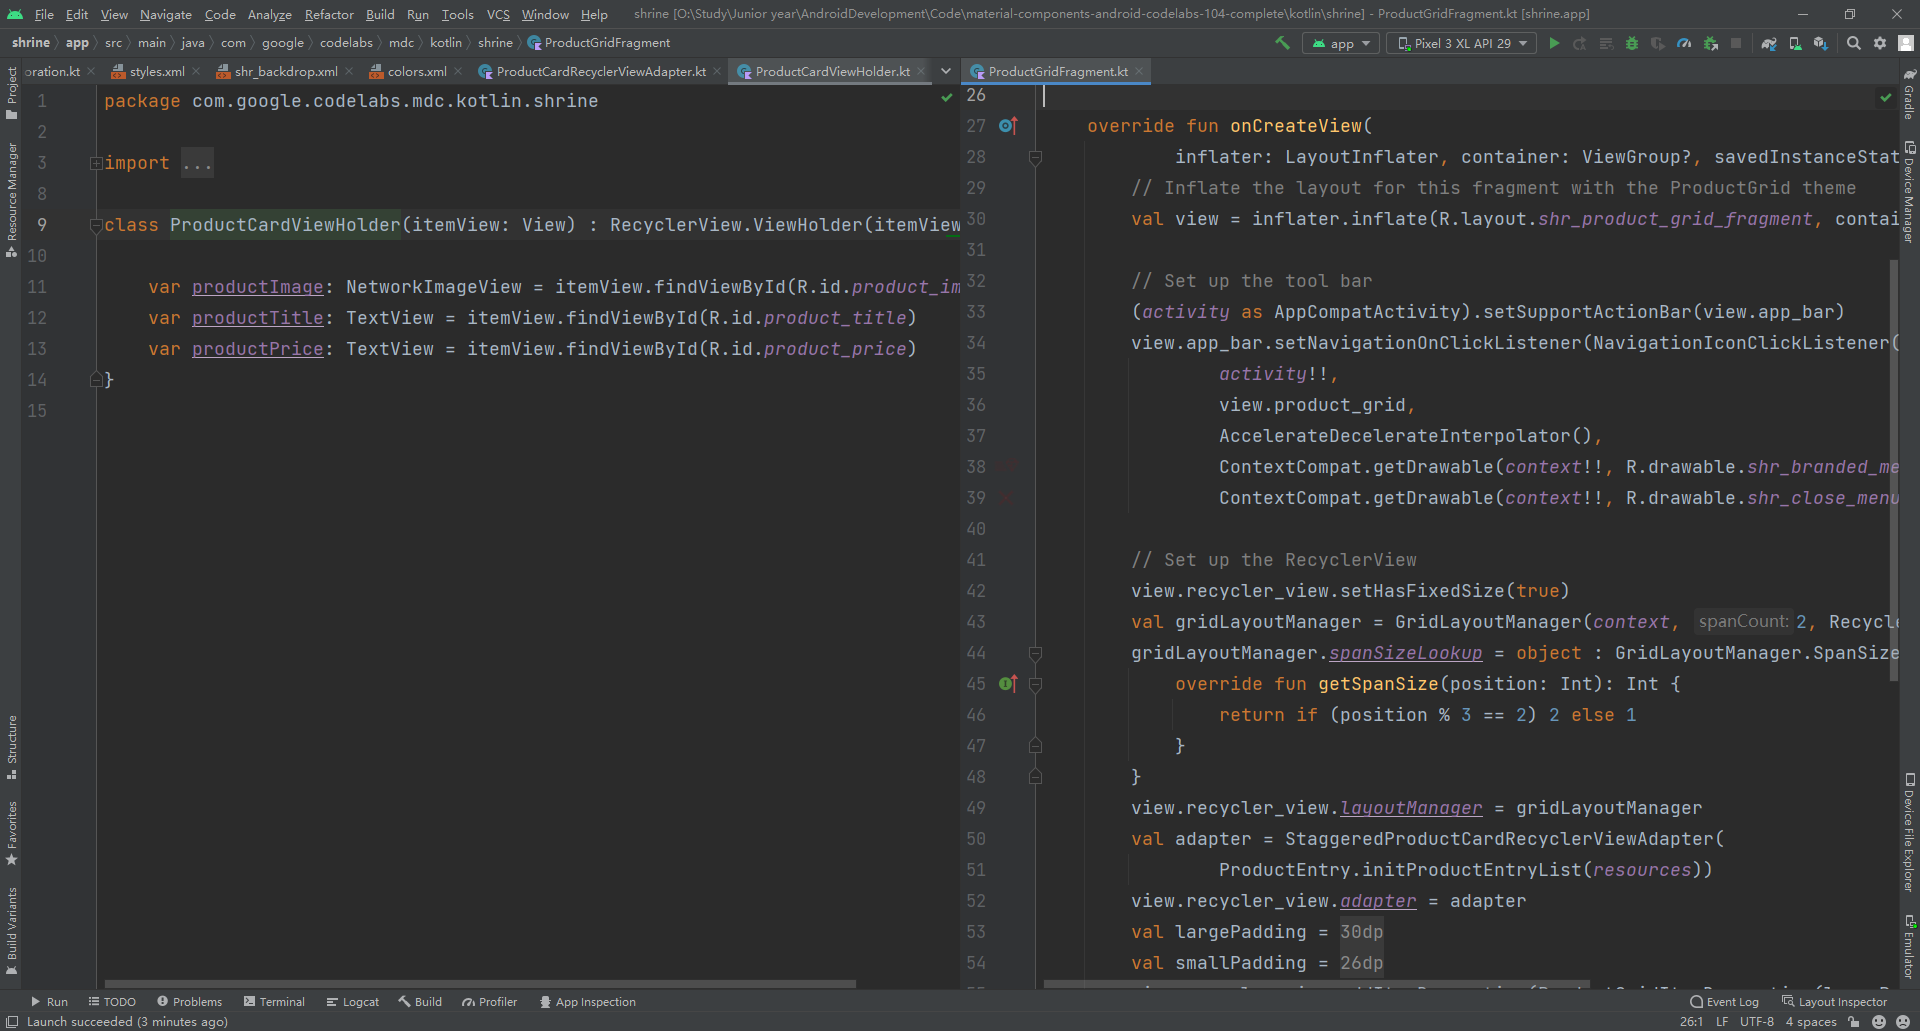 File Edit View Navigate Code Analyze Refactor Build Run Tools VCS Window Help shrine [O:\Study\Junior year\AndroidDevelopment\Code\material-components-android-codelabs-104-complete\kotlin\shrine] - ProductGridFragment.kt [shrine.app]
shrine app src main java com google codelabs mdc kotlin shrine ProductGridFragment app Pixel 3 XL API 29
oration.kt styles.xml shr_backdrop.xml colors.xml ProductCardRecyclerViewAdapter.kt ProductCardViewHolder.kt ProductGridFragment.kt
Project
Resource Manager
Structure
Favorites
Build Variants
1 package com.google.codelabs.mdc.kotlin.shrine
2
3 import ...
8
9 class ProductCardViewHolder(itemView: View) : RecyclerView.ViewHolder(itemView
10
11 var productImage: NetworkImageView = itemView.findViewById(R.id.product_im
12 var productTitle: TextView = itemView.findViewById(R.id.product_title)
13 var productPrice: TextView = itemView.findViewById(R.id.product_price)
14 }
15
26
27 override fun onCreateView(
28 inflater: LayoutInflater, container: ViewGroup?, savedInstanceStat
29 // Inflate the layout for this fragment with the ProductGrid theme
30 val view = inflater.inflate(R.layout.shr_product_grid_fragment, contai
31
32 // Set up the tool bar
33 (activity as AppCompatActivity).setSupportActionBar(view.app_bar)
34 view.app_bar.setNavigationOnClickListener(NavigationIconClickListener(
35 activity!!,
36 view.product_grid,
37 AccelerateDecelerateInterpolator(),
38 ContextCompat.getDrawable(context!!, R.drawable.shr_branded_me
39 ContextCompat.getDrawable(context!!, R.drawable.shr_close_menu
40
41 // Set up the RecyclerView
42 view.recycler_view.setHasFixedSize(true)
43 val gridLayoutManager = GridLayoutManager(context, spanCount: 2, Recycle
44 gridLayoutManager.spanSizeLookup = object : GridLayoutManager.SpanSize
45 override fun getSpanSize(position: Int): Int {
46 return if (position % 3 == 2) 2 else 1
47 }
48 }
49 view.recycler_view.layoutManager = gridLayoutManager
50 val adapter = StaggeredProductCardRecyclerViewAdapter(
51 ProductEntry.initProductEntryList(resources))
52 view.recycler_view.adapter = adapter
53 val largePadding = 30dp
54 val smallPadding = 26dp
Gradle
Device Manager
Device File Explorer
Emulator
Run TODO Problems Terminal Logcat Build Profiler App Inspection Event Log Layout Inspector
Launch succeeded (3 minutes ago) 26:1 LF UTF-8 4 spaces